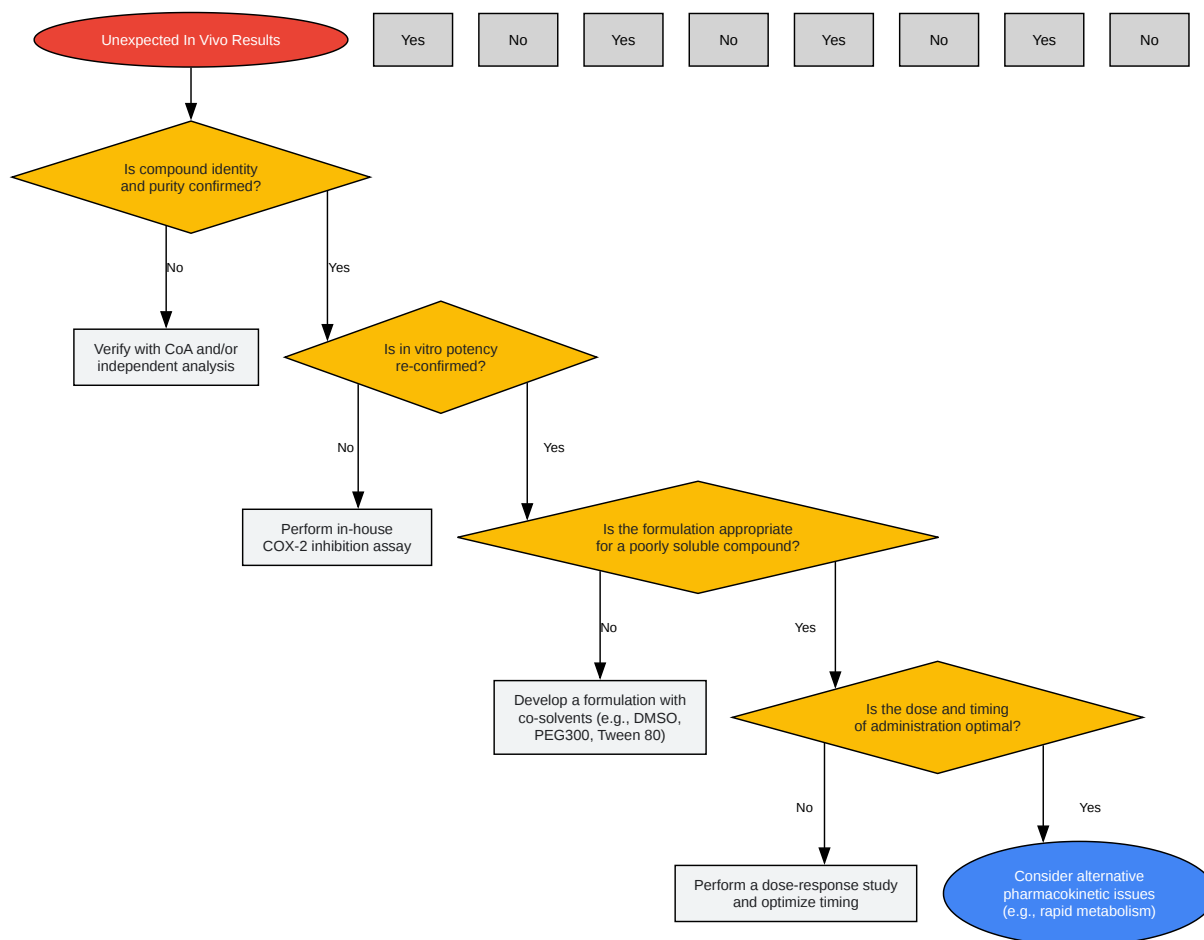 Unexpected In Vivo Results
Yes
No
Yes
No
Yes
No
Yes
No
Is compound identity
and purity confirmed?
No
Yes
Verify with CoA and/or
independent analysis
Is in vitro potency
re-confirmed?
No
Yes
Perform in-house
COX-2 inhibition assay
Is the formulation appropriate
for a poorly soluble compound?
No
Yes
Develop a formulation with
co-solvents (e.g., DMSO,
PEG300, Tween 80)
Is the dose and timing
of administration optimal?
No
Yes
Perform a dose-response study
and optimize timing
Consider alternative
pharmacokinetic issues
(e.g., rapid metabolism)